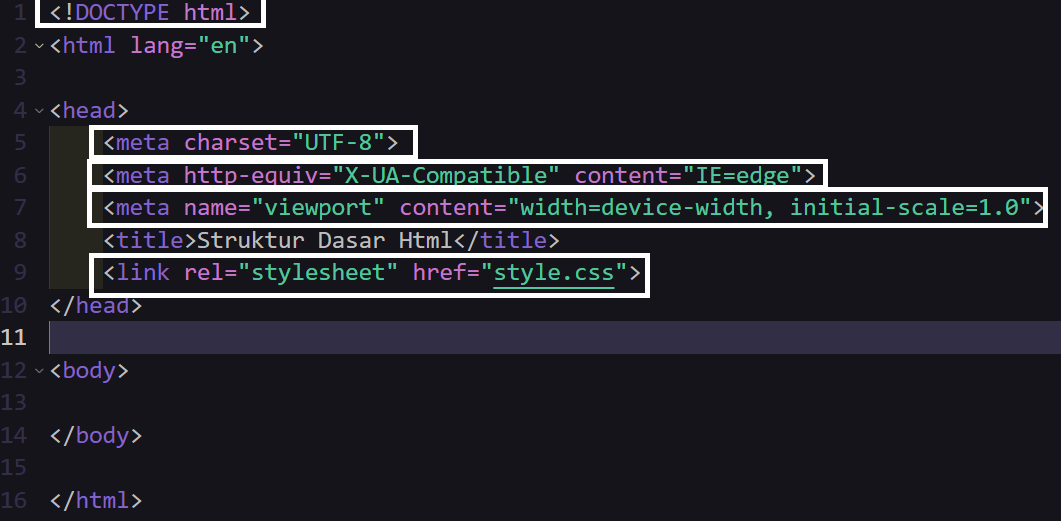 1 <!DOCTYPE html>
2 <html lang="en">
3
4 <head>
5 <meta charset="UTF-8">
6 <meta http-equiv="X-UA-Compatible" content="IE=edge">
7 <meta name="viewport" content="width=device-width, initial-scale=1.0">
8 <title>Struktur Dasar Html</title>
9 <link rel="stylesheet" href="style.css">
10 </head>
11
12 <body>
13
14 </body>
15
16 </html>